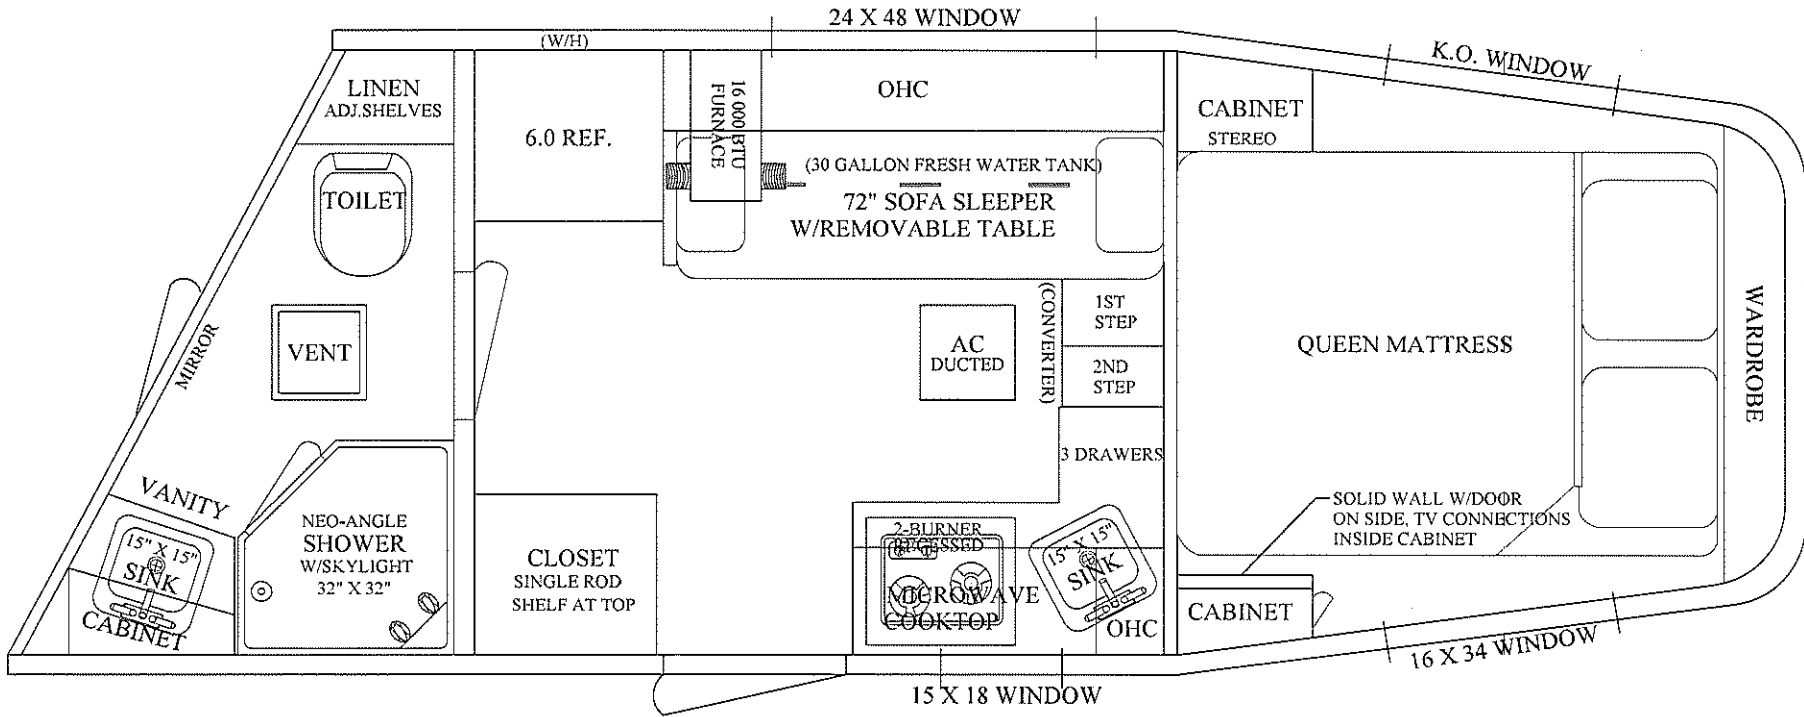 24 X 48 WINDOW
(W/H)
K.O. WINDOW
LINEN
ADJ.SHELVES
6.0 REF.
16 000 BTU
FURNACE
OHC
CABINET
STEREO
TOILET
(30 GALLON FRESH WATER TANK)
72" SOFA SLEEPER
W/REMOVABLE TABLE
MIRROR
VENT
AC
DUCTED
(CONVERTER)
1ST
STEP
2ND
STEP
QUEEN MATTRESS
WARDROBE
VANITY
15" X 15"
SINK
CABINET
NEO-ANGLE
SHOWER
W/SKYLIGHT
32" X 32"
CLOSET
SINGLE ROD
SHELF AT TOP
3 DRAWERS
2-BURNER
RECESSED
MICROWAVE
COOKTOP
15" X 15"
SINK
OHC
SOLID WALL W/DOOR
ON SIDE, TV CONNECTIONS
INSIDE CABINET
CABINET
16 X 34 WINDOW
15 X 18 WINDOW